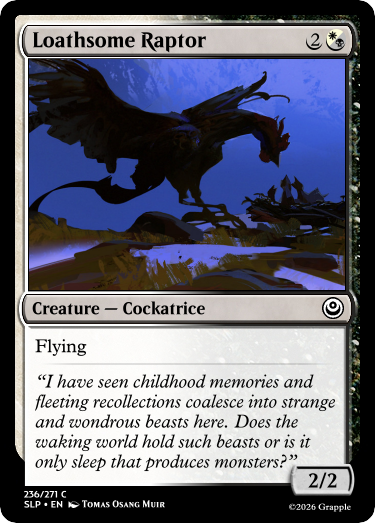 Loathsome Raptor 2
Creature — Cockatrice
Flying
“I have seen childhood memories and
fleeting recollections coalesce into strange
and wondrous beasts here. Does the
waking world hold such beasts or is it
only sleep that produces monsters?”
2/2
236/271 C
SLP • EN Tomas Osang Muir
©2026 Grapple